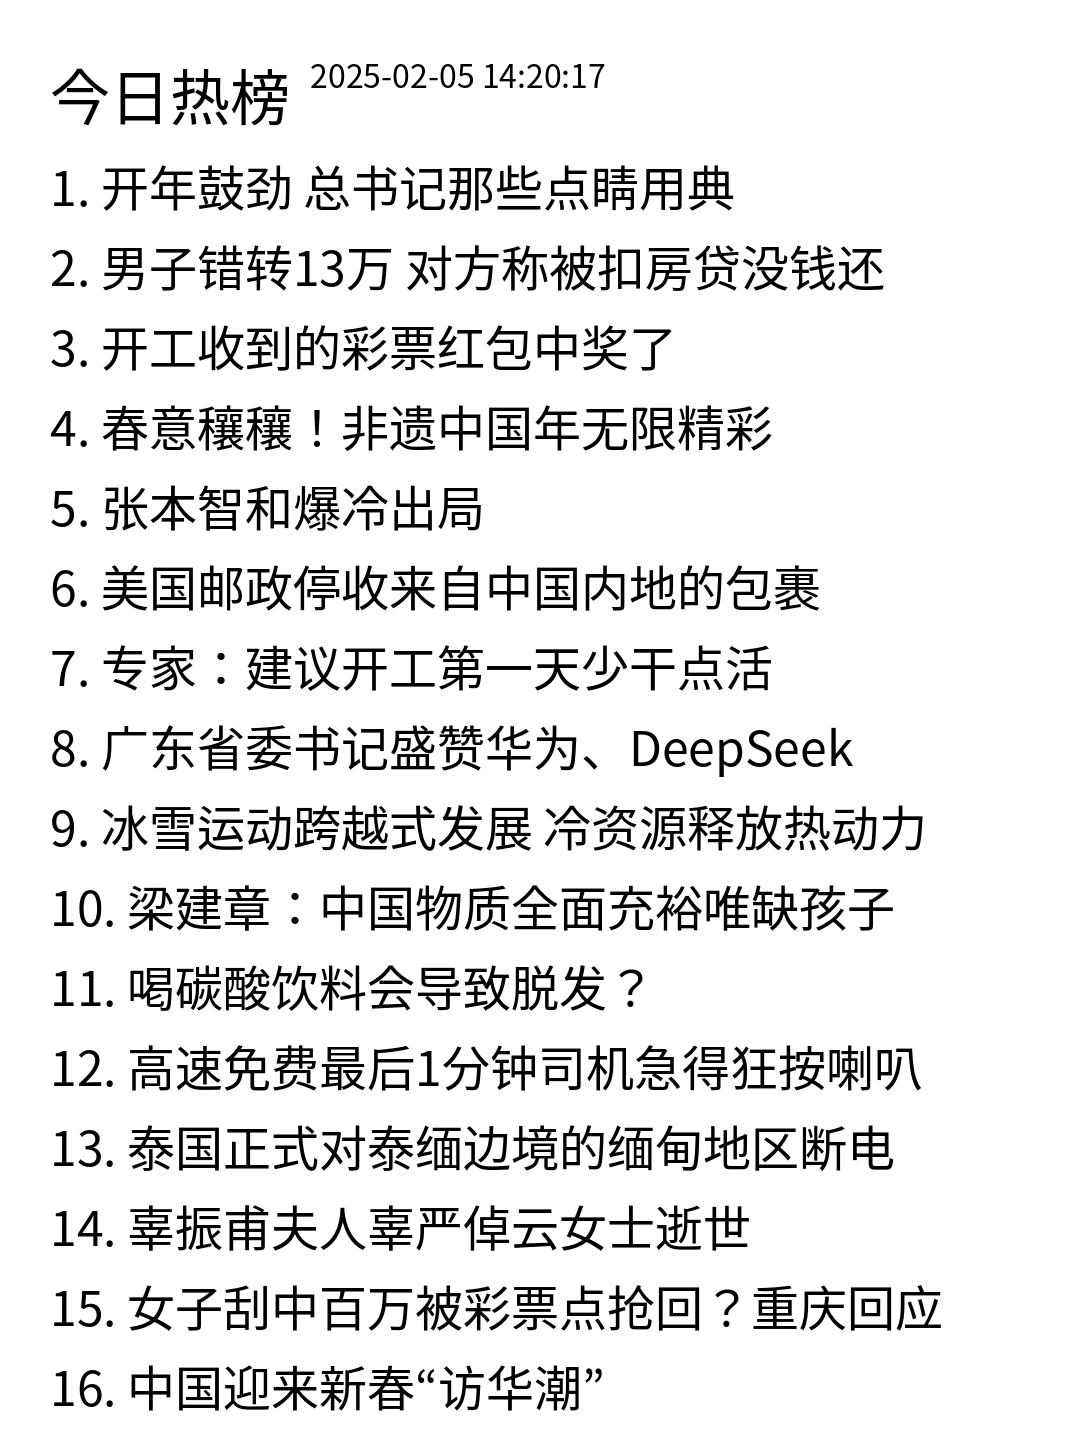 今日热榜 2025-02-05 14:20:17
1. 开年鼓劲 总书记那些点睛用典
2. 男子错转13万 对方称被扣房贷没钱还
3. 开工收到的彩票红包中奖了
4. 春意穰穰！非遗中国年无限精彩
5. 张本智和爆冷出局
6. 美国邮政停收来自中国内地的包裹
7. 专家：建议开工第一天少干点活
8. 广东省委书记盛赞华为、DeepSeek
9. 冰雪运动跨越式发展 冷资源释放热动力
10. 梁建章：中国物质全面充裕唯缺孩子
11. 喝碳酸饮料会导致脱发？
12. 高速免费最后1分钟司机急得狂按喇叭
13. 泰国正式对泰缅边境的缅甸地区断电
14. 辜振甫夫人辜严倬云女士逝世
15. 女子刮中百万被彩票点抢回？重庆回应
16. 中国迎来新春“访华潮”